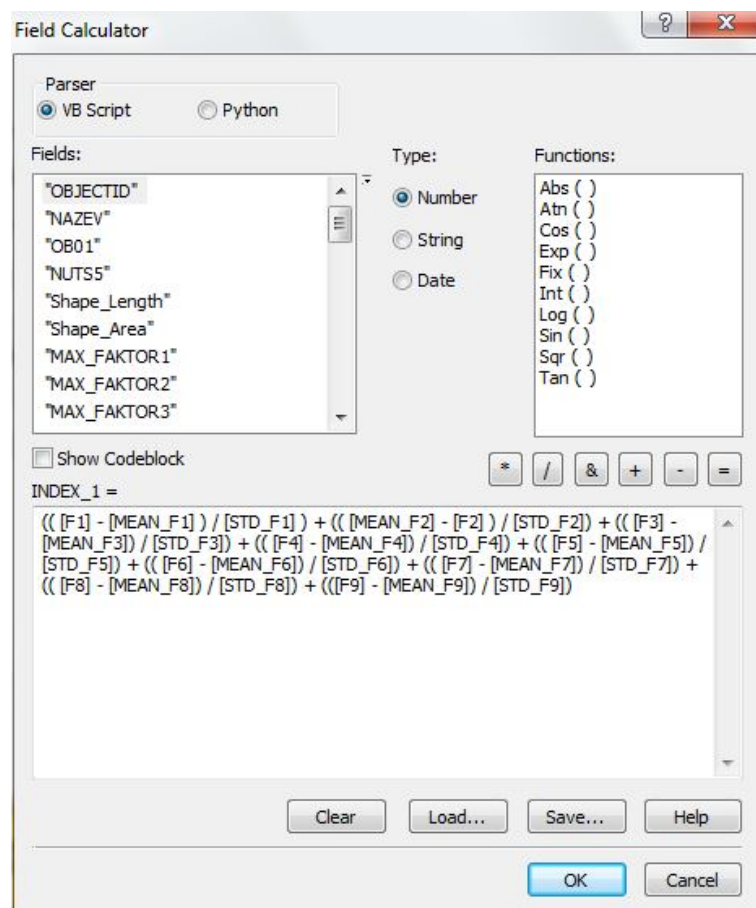 Field Calculator
Parser
VB Script
Python
Fields:
"OBJECTID"
"NAZEV"
"OB01"
"NUTS5"
"Shape_Length"
"Shape_Area"
"MAX_FAKTOR1"
"MAX_FAKTOR2"
"MAX_FAKTOR3"
Type:
Number
String
Date
Functions:
Abs ( )
Atn ( )
Cos ( )
Exp ( )
Fix ( )
Int ( )
Log ( )
Sin ( )
Sqr ( )
Tan ( )
Show Codeblock
* / & + - =
INDEX_1 =
(( [F1] - [MEAN_F1] ) / [STD_F1] ) + (( [MEAN_F2] - [F2] ) / [STD_F2]) + (( [F3] -
[MEAN_F3]) / [STD_F3]) + (( [F4] - [MEAN_F4]) / [STD_F4]) + (( [F5] - [MEAN_F5]) /
[STD_F5]) + (( [F6] - [MEAN_F6]) / [STD_F6]) + (( [F7] - [MEAN_F7]) / [STD_F7]) +
(( [F8] - [MEAN_F8]) / [STD_F8]) + (([F9] - [MEAN_F9]) / [STD_F9])
Clear
Load...
Save...
Help
OK
Cancel